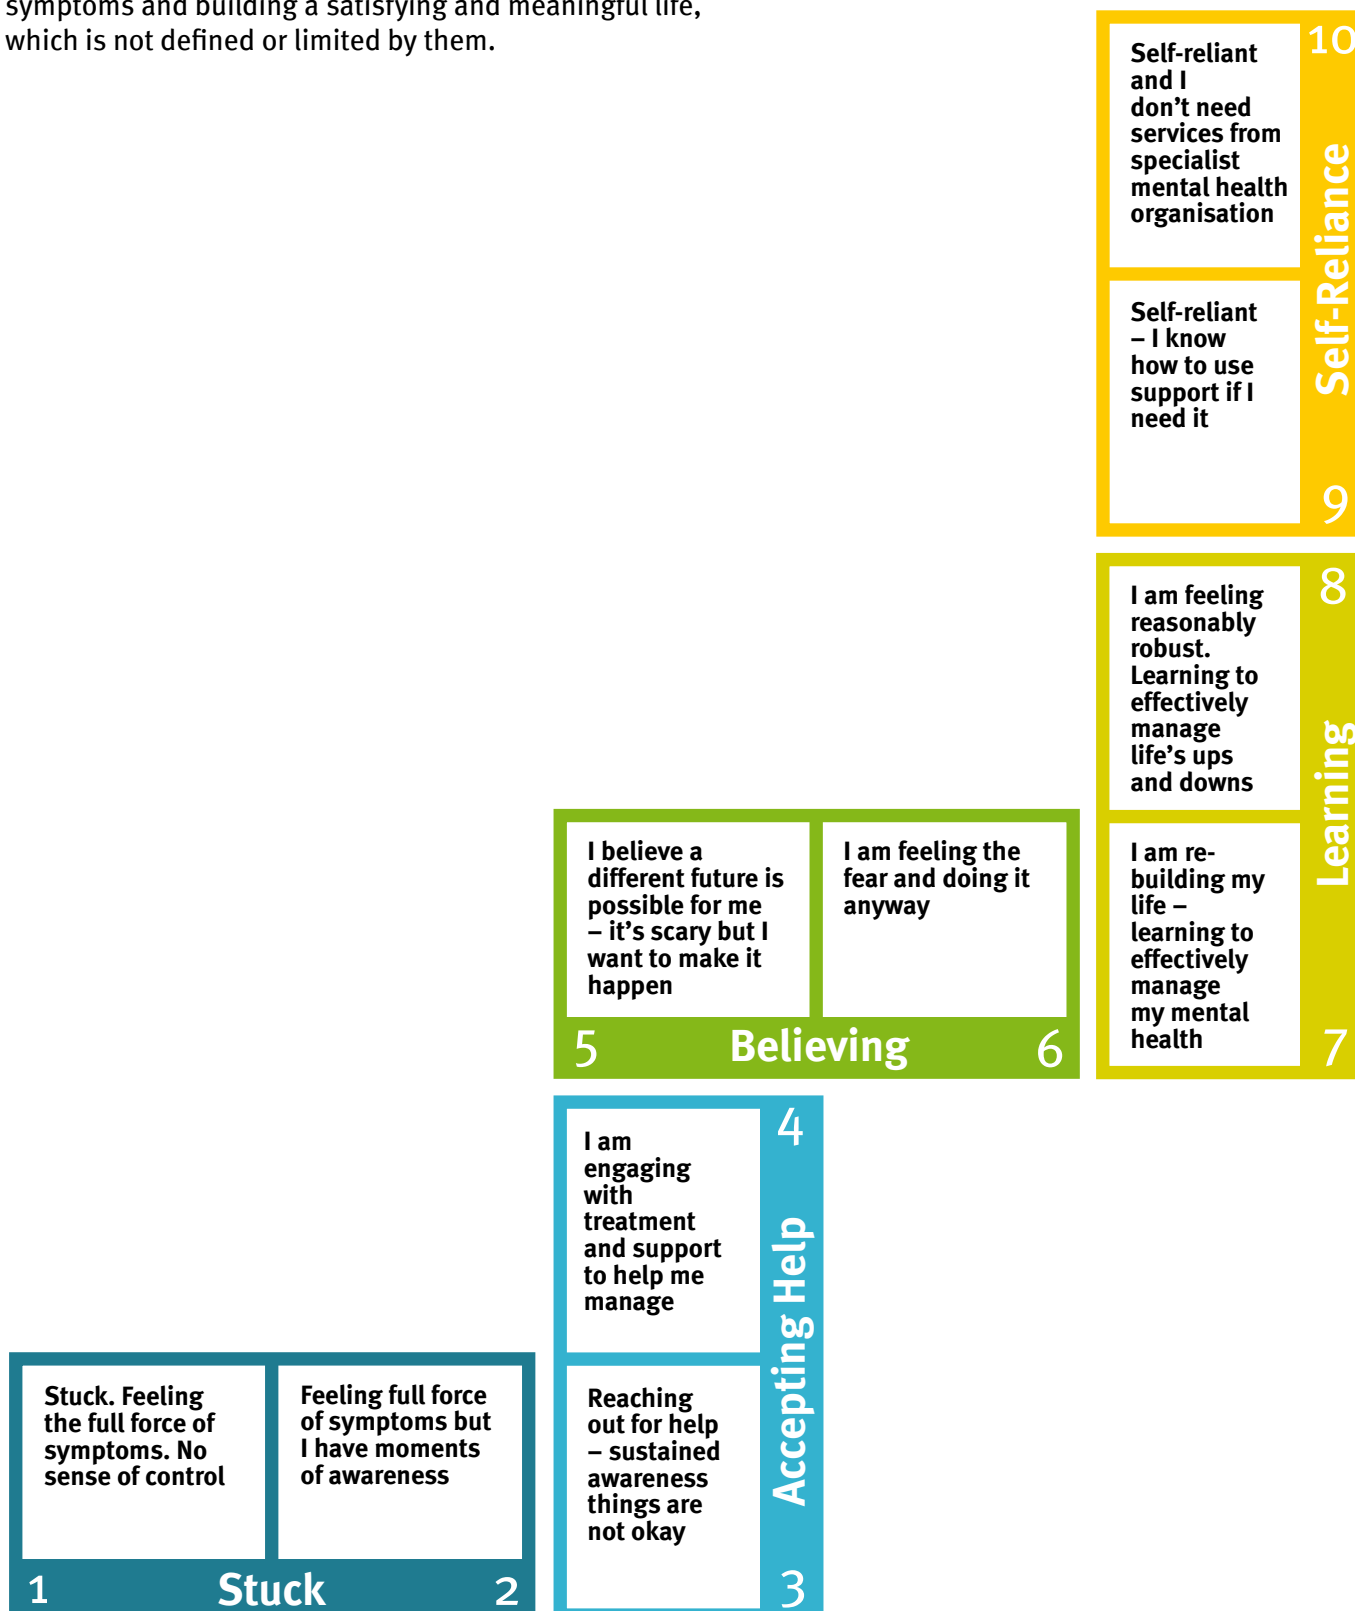 symptoms and building a satisfying and meaningful life,
which is not defined or limited by them.
10
Self-reliant
and I
don’t need
services from
specialist
mental health
organisation
Self-Reliance
Self-reliant
– I know
how to use
support if I
need it
9
8
I am feeling
reasonably
robust.
Learning to
effectively
manage
life’s ups
and downs
Learning
I am re-
building my
life –
learning to
effectively
manage
my mental
health
7
I believe a
different future is
possible for me
– it’s scary but I
want to make it
happen
I am feeling the
fear and doing it
anyway
5
Believing
6
4
I am
engaging
with
treatment
and support
to help me
manage
Accepting Help
Reaching
out for help
– sustained
awareness
things are
not okay
3
Stuck. Feeling
the full force of
symptoms. No
sense of control
Feeling full force
of symptoms but
I have moments
of awareness
1
Stuck
2